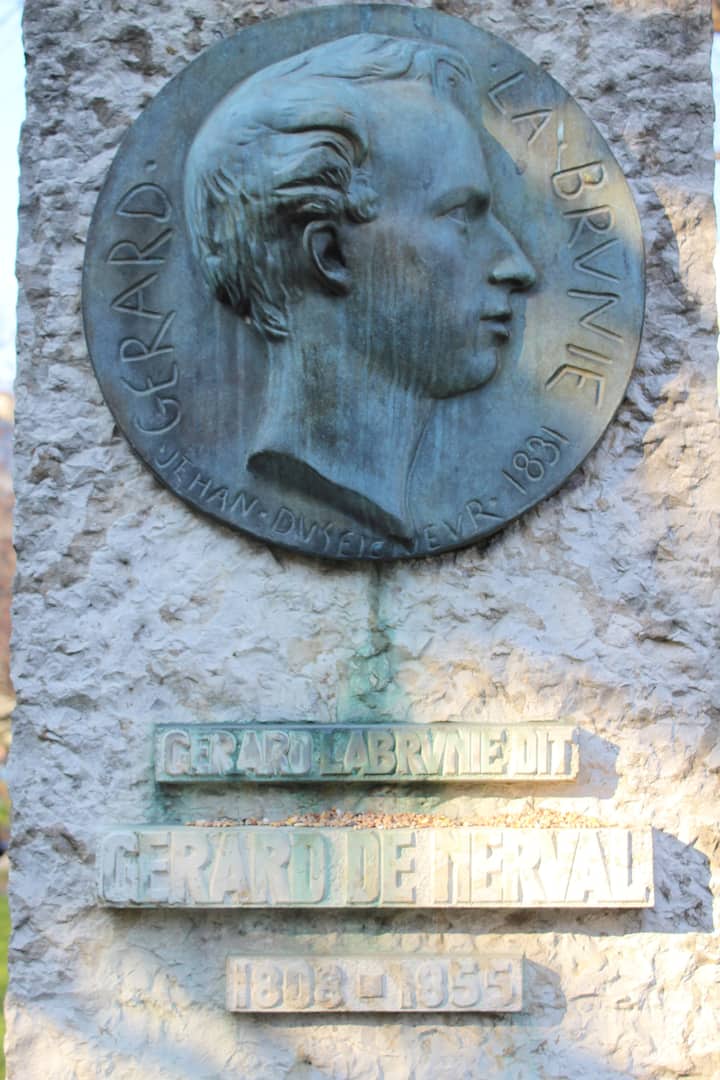 GERARD · LA BRVNIE
· JEHAN · DVSEIGNEVR · 1831
GERARD LABRVNIE DIT
GERARD DE NERVAL
1808 - 1855